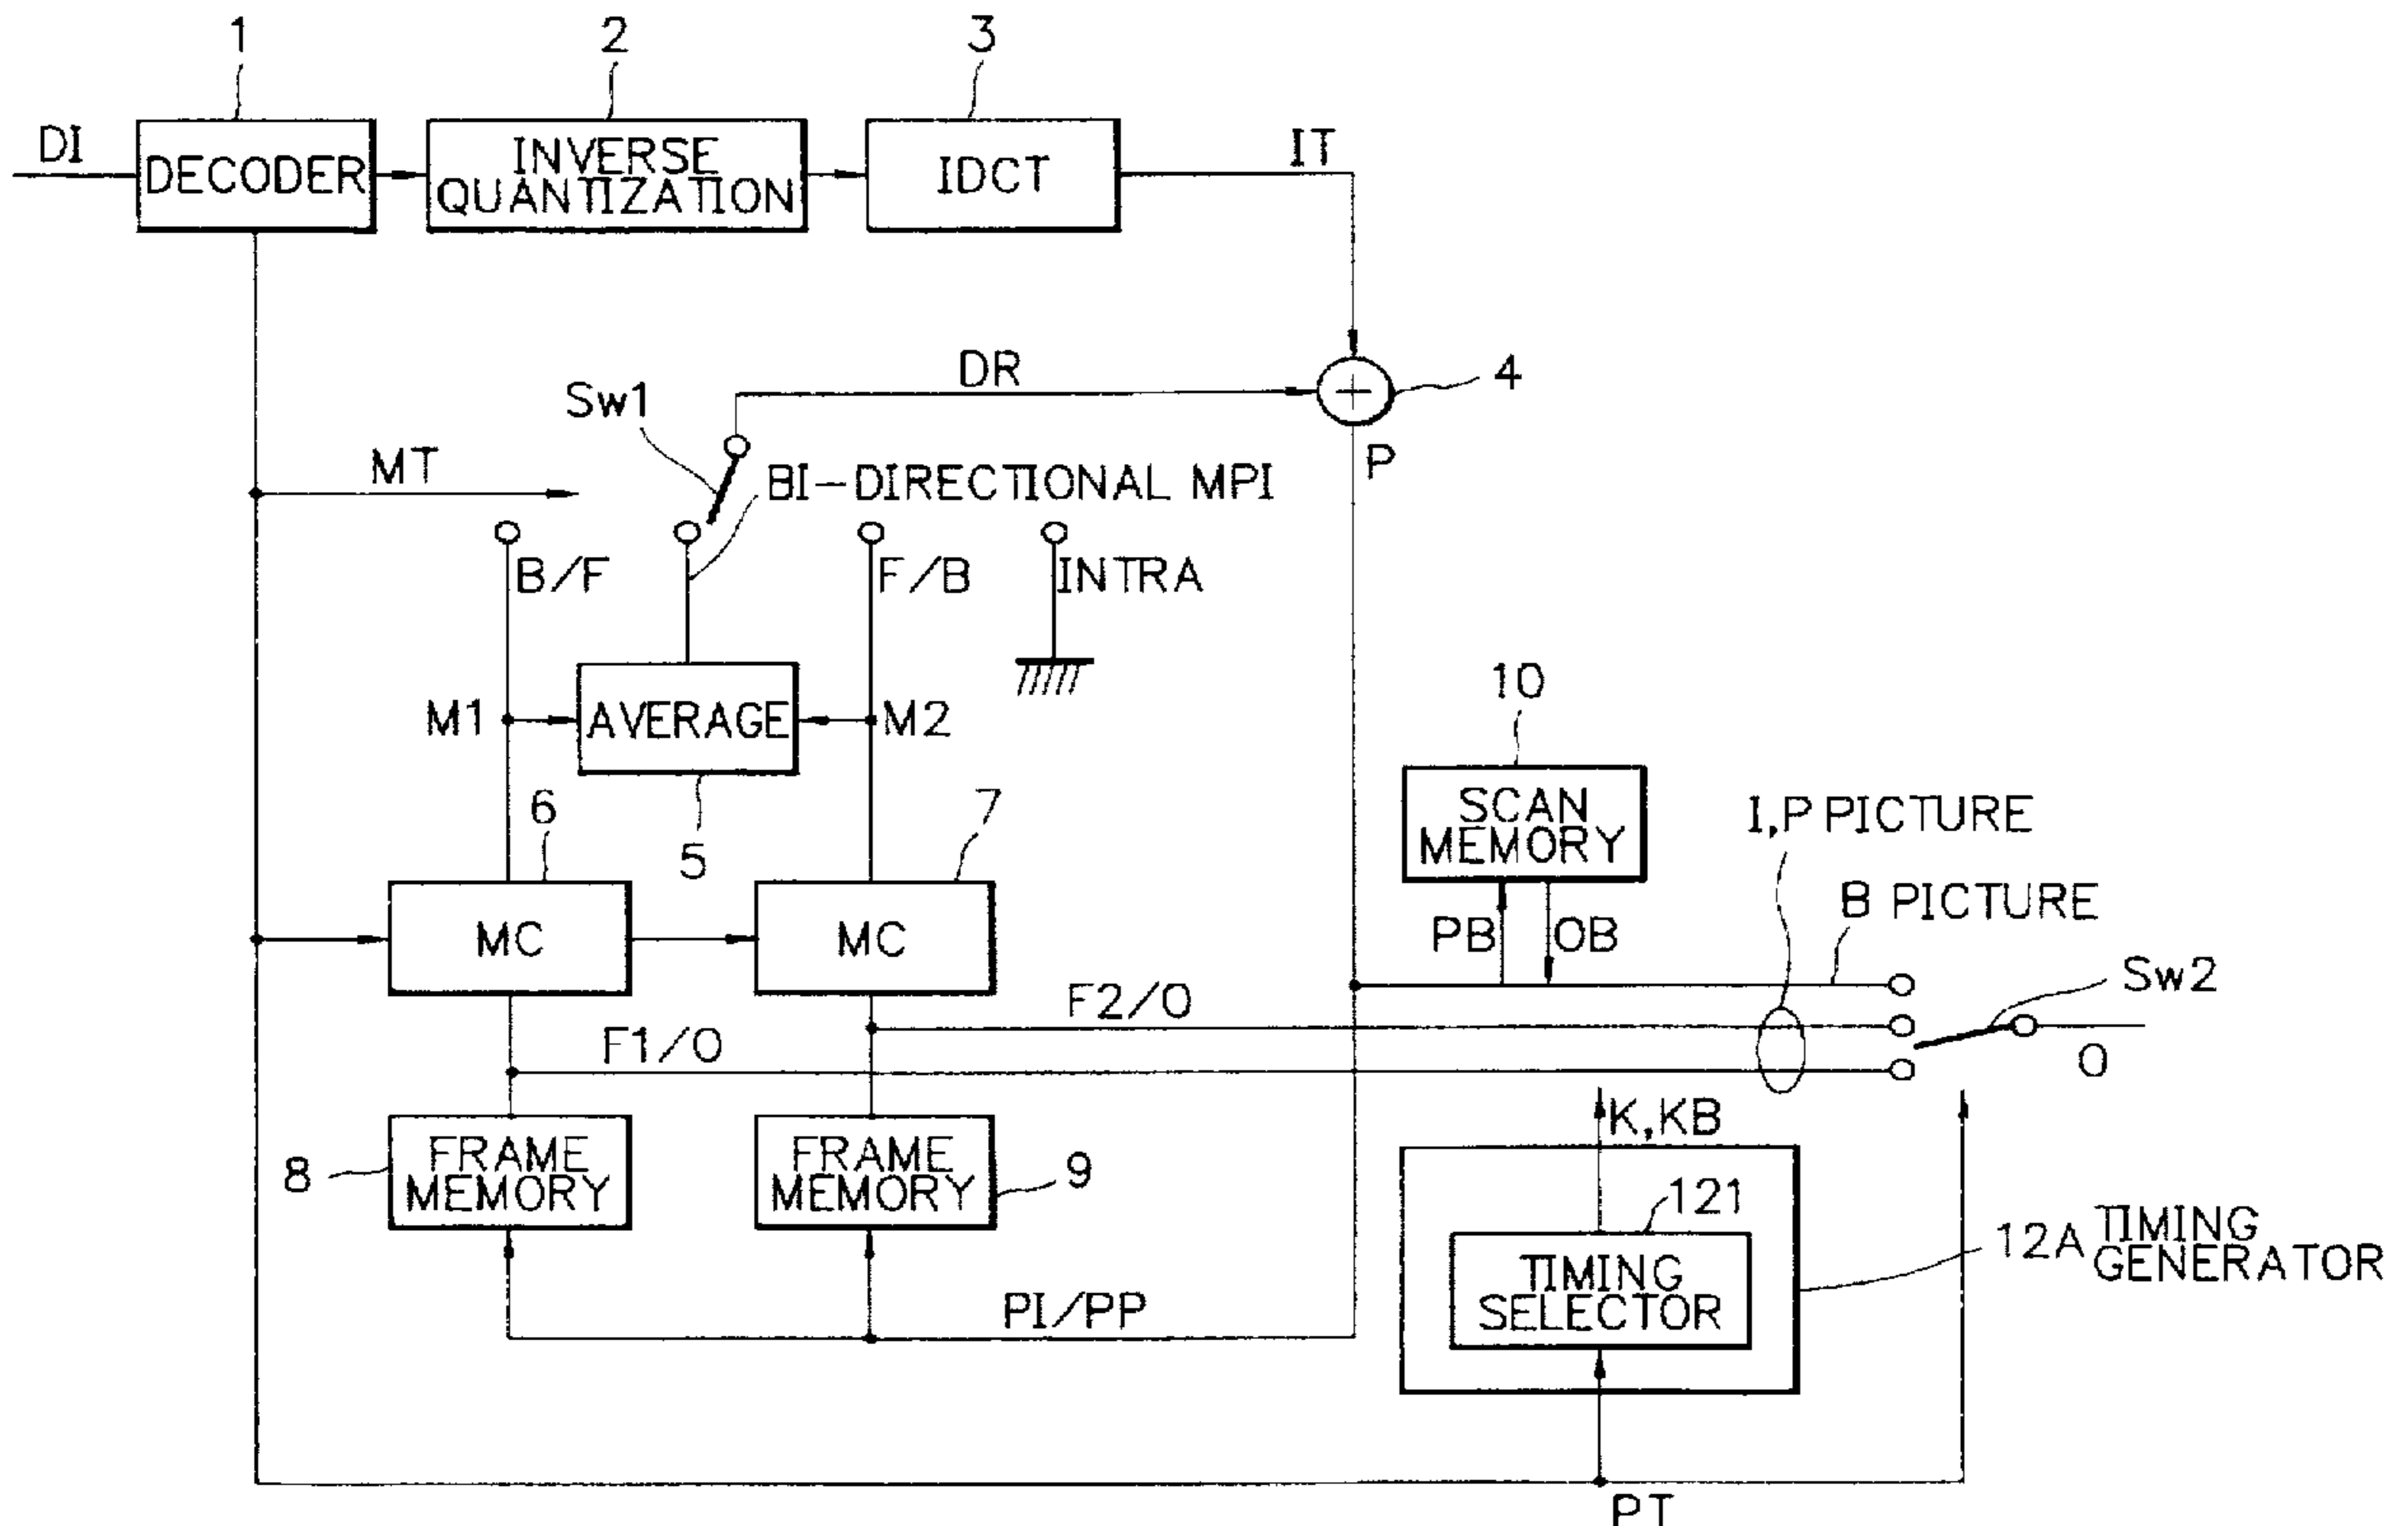 1
2
3
DI
DECODER
INVERSE
QUANTIZATION
IDCT
IT
DR
4
Sw1
P
MT
BI-DIRECTIONAL MPI
B/F
F/B
INTRA
10
M1
AVERAGE
M2
SCAN
MEMORY
I,P PICTURE
6
5
7
B PICTURE
MC
MC
PB
OB
Sw2
F2/O
F1/O
O
K,KB
8
FRAME
MEMORY
FRAME
MEMORY
9
121
12A TIMING
GENERATOR
TIMING
SELECTOR
PI/PP
PT